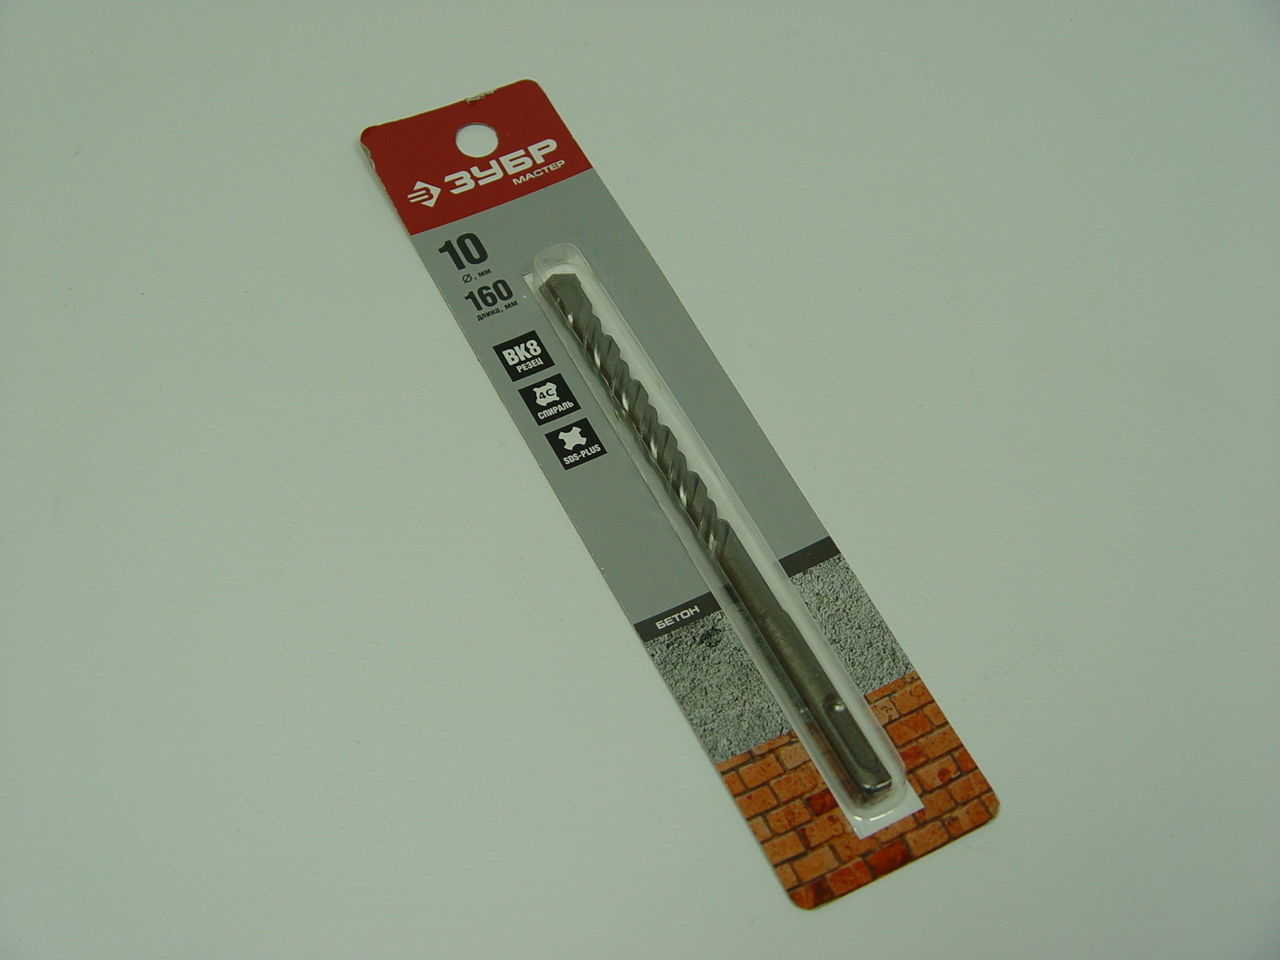 ЗУБР
МАСТЕР
10
Ø, мм
160
длина, мм
ВК8
РЕЗЕЦ
4С
СПИРАЛЬ
SDS-PLUS
БЕТОН